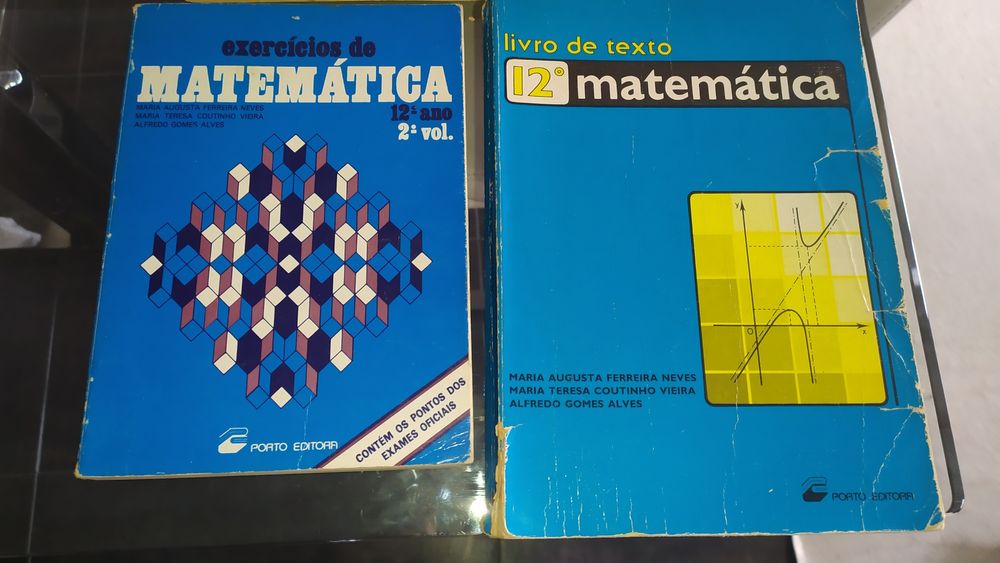 exercícios de
MATEMÁTICA
MARIA AUGUSTA FERREIRA NEVES
MARIA TERESA COUTINHO VIEIRA
ALFREDO GOMES ALVES
12.º ano
2.º vol.
CONTÉM OS PONTOS DOS
EXAMES OFICIAIS
PORTO EDITORA
livro de texto
12º matemática
y
O
x
MARIA AUGUSTA FERREIRA NEVES
MARIA TERESA COUTINHO VIEIRA
ALFREDO GOMES ALVES
PORTO EDITORA